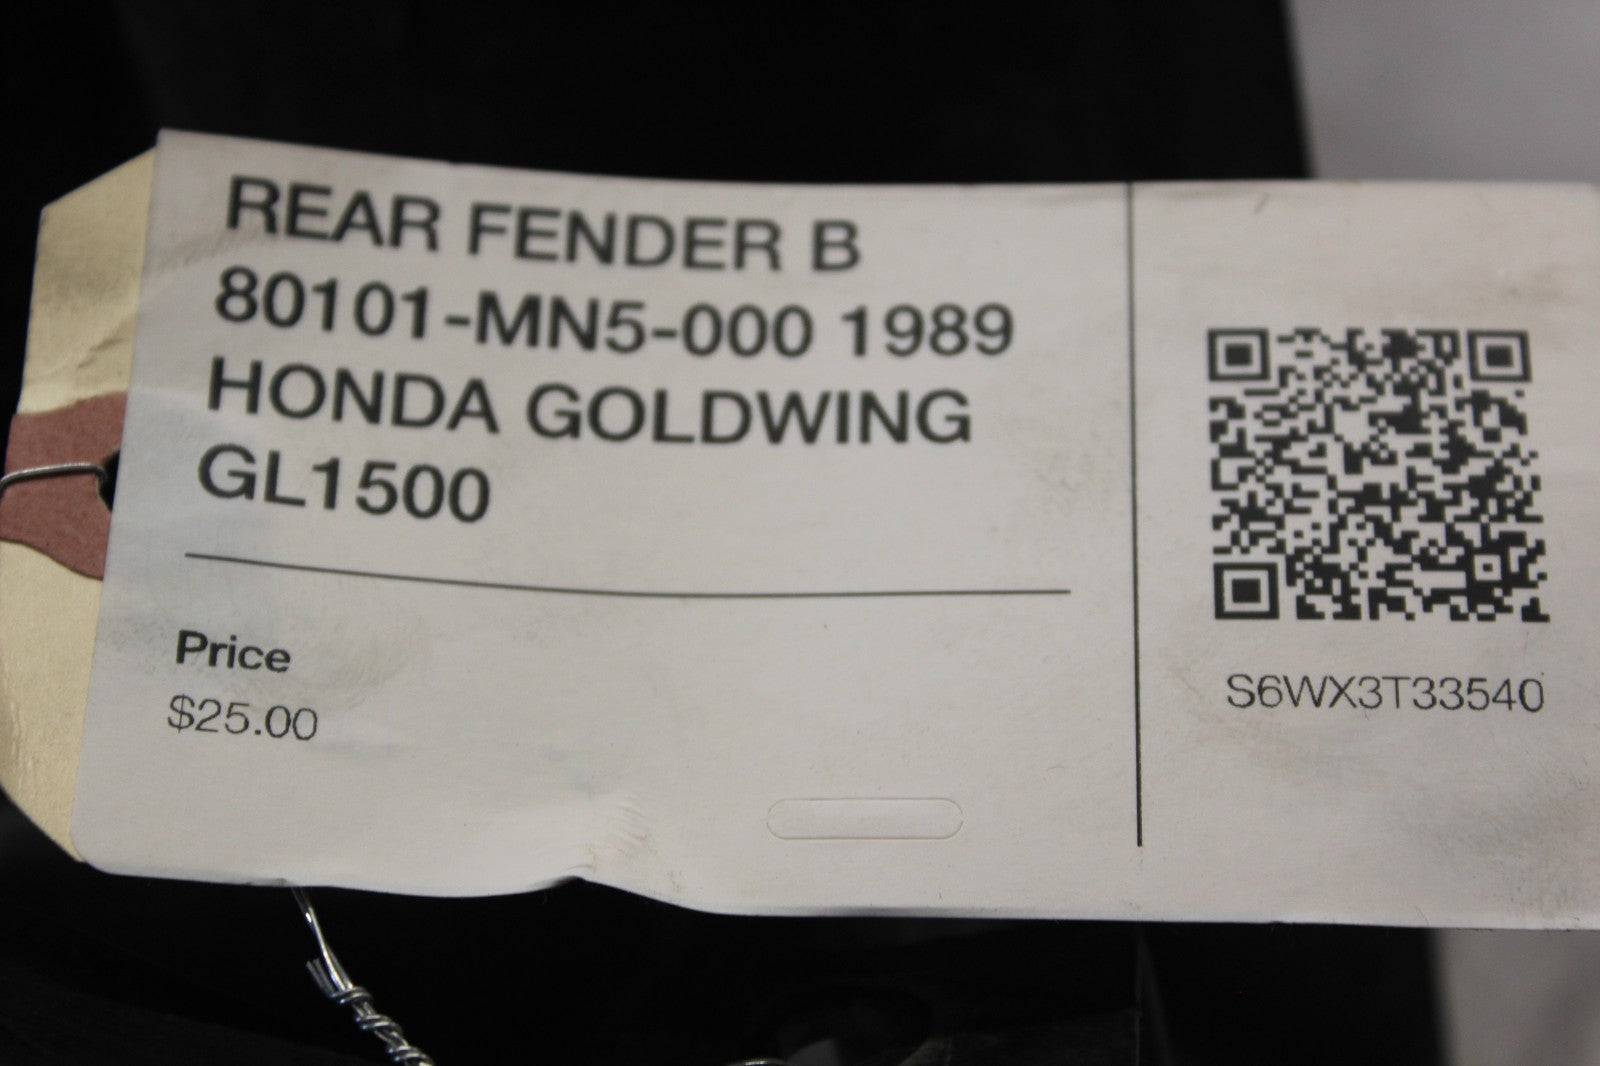 REAR FENDER B
80101-MN5-000 1989
HONDA GOLDWING
GL1500
Price
$25.00
S6WX3T33540